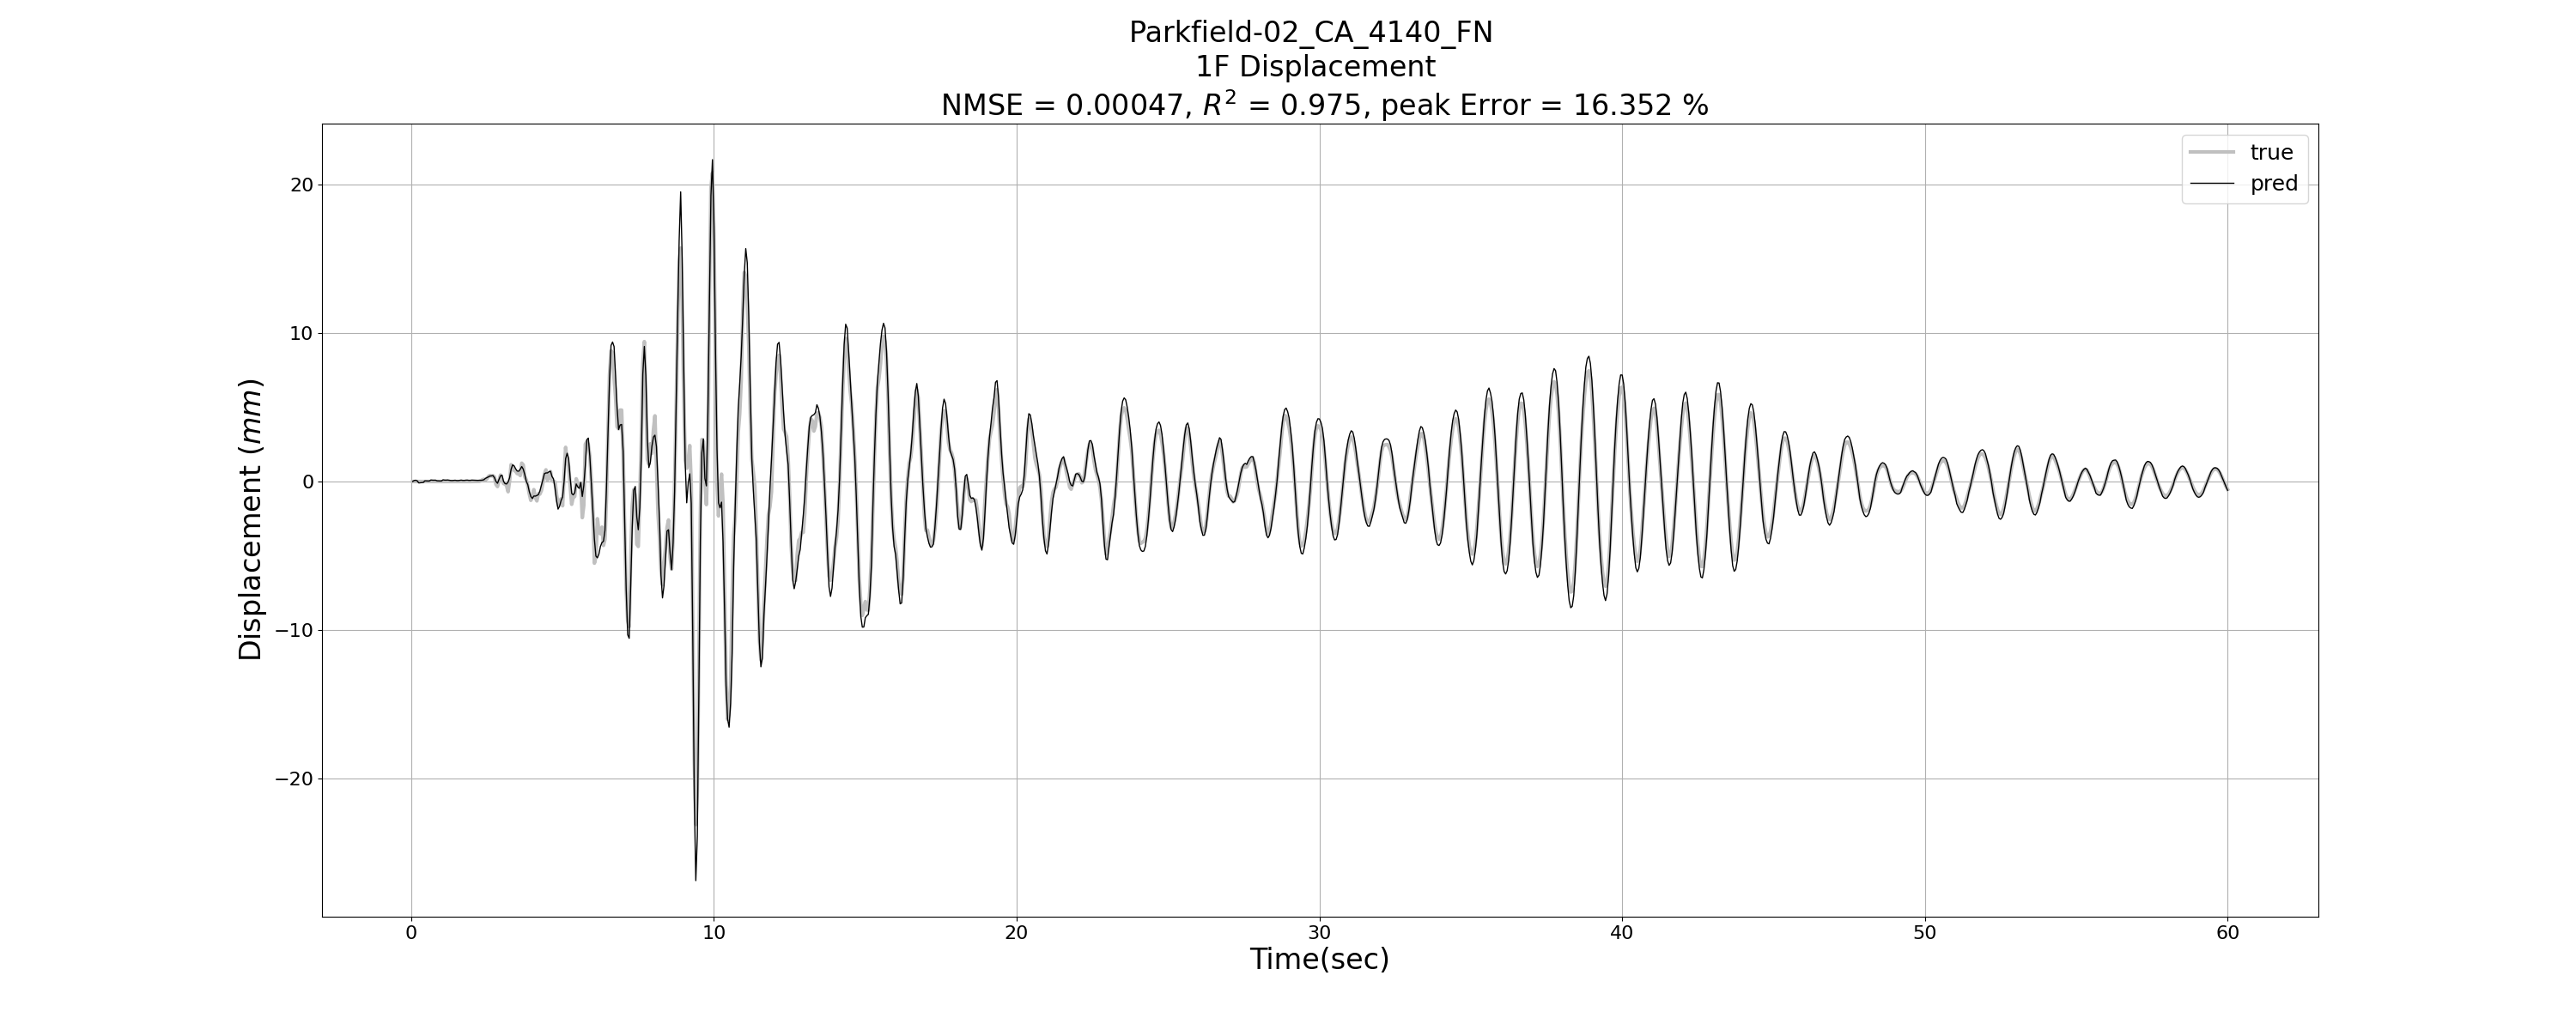 Parkfield-02_CA_4140_FN
1F Displacement
NMSE = 0.00047, R² = 0.975, peak Error = 16.352 %
true
pred
Displacement (mm)
20
10
0
−10
−20
0 10 20 30 40 50 60
Time(sec)